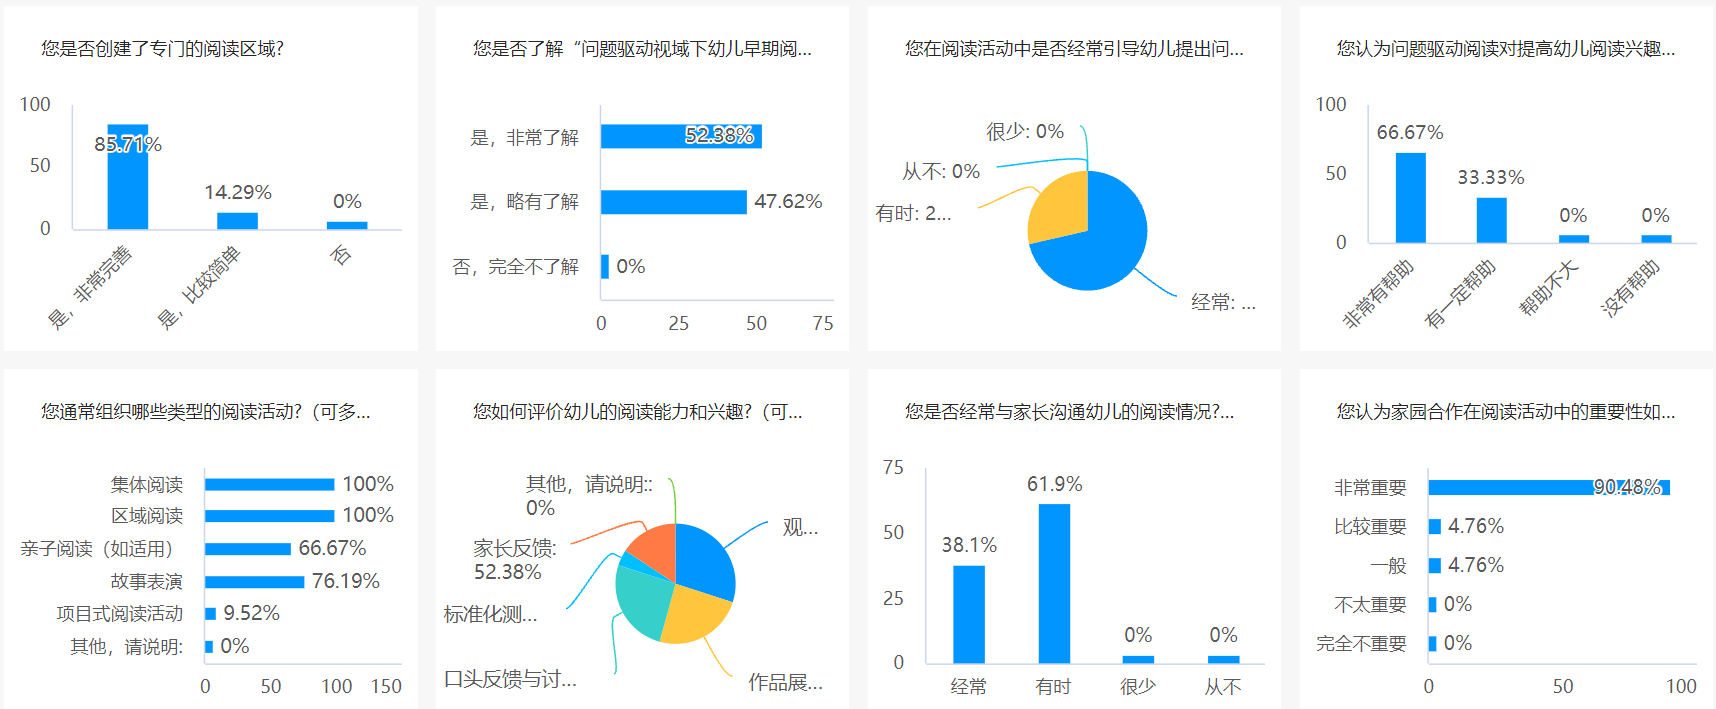 您是否创建了专门的阅读区域?
100
50
0
85.71%
14.29%
0%
是，非常完善
是，比较简单
否
您是否了解“问题驱动视域下幼儿早期阅...
是，非常了解
52.38%
是，略有了解
47.62%
否，完全不了解
0%
0
25
50
75
您在阅读活动中是否经常引导幼儿提出问...
很少: 0%
从不: 0%
有时: 2...
经常: ...
您认为问题驱动阅读对提高幼儿阅读兴趣...
100
50
0
66.67%
33.33%
0%
0%
非常有帮助
有一定帮助
帮助不大
没有帮助
您通常组织哪些类型的阅读活动?（可多...
集体阅读
100%
区域阅读
100%
亲子阅读（如适用）
66.67%
故事表演
76.19%
项目式阅读活动
9.52%
其他，请说明:
0%
0
50
100
150
您如何评价幼儿的阅读能力和兴趣?（可...
其他，请说明::
0%
家长反馈:
52.38%
标准化测...
口头反馈与讨...
观...
作品展...
您是否经常与家长沟通幼儿的阅读情况?...
75
50
25
0
38.1%
61.9%
0%
0%
经常
有时
很少
从不
您认为家园合作在阅读活动中的重要性如...
非常重要
90.48%
比较重要
4.76%
一般
4.76%
不太重要
0%
完全不重要
0%
0
50
100